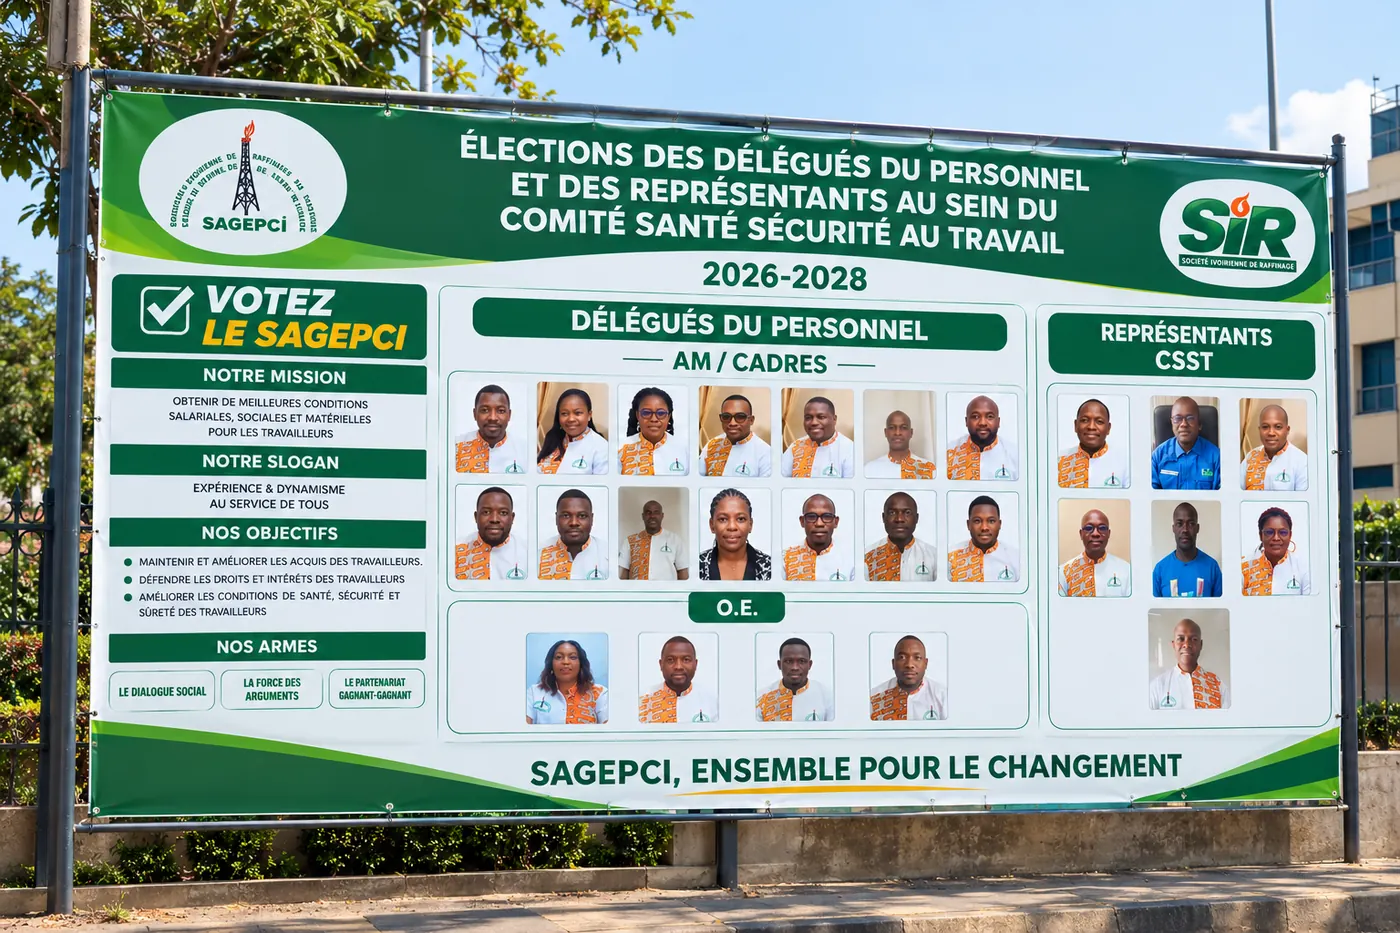 SAGEPCI
ÉLECTIONS DES DÉLÉGUÉS DU PERSONNEL
ET DES REPRÉSENTANTS AU SEIN DU
COMITÉ SANTÉ SÉCURITÉ AU TRAVAIL
2026-2028
SIR
SOCIÉTÉ IVOIRIENNE DE RAFFINAGE
VOTEZ
LE SAGEPCI
NOTRE MISSION
OBTENIR DE MEILLEURES CONDITIONS
SALARIALES, SOCIALES ET MATÉRIELLES
POUR LES TRAVAILLEURS
NOTRE SLOGAN
EXPÉRIENCE & DYNAMISME
AU SERVICE DE TOUS
NOS OBJECTIFS
• MAINTENIR ET AMÉLIORER LES ACQUIS DES TRAVAILLEURS.
• DÉFENDRE LES DROITS ET INTÉRÊTS DES TRAVAILLEURS
• AMÉLIORER LES CONDITIONS DE SANTÉ, SÉCURITÉ ET
SÛRETÉ DES TRAVAILLEURS
NOS ARMES
LE DIALOGUE SOCIAL
LA FORCE DES
ARGUMENTS
LE PARTENARIAT
GAGNANT-GAGNANT
DÉLÉGUÉS DU PERSONNEL
AM / CADRES
O.E.
REPRÉSENTANTS
CSST
SAGEPCI, ENSEMBLE POUR LE CHANGEMENT